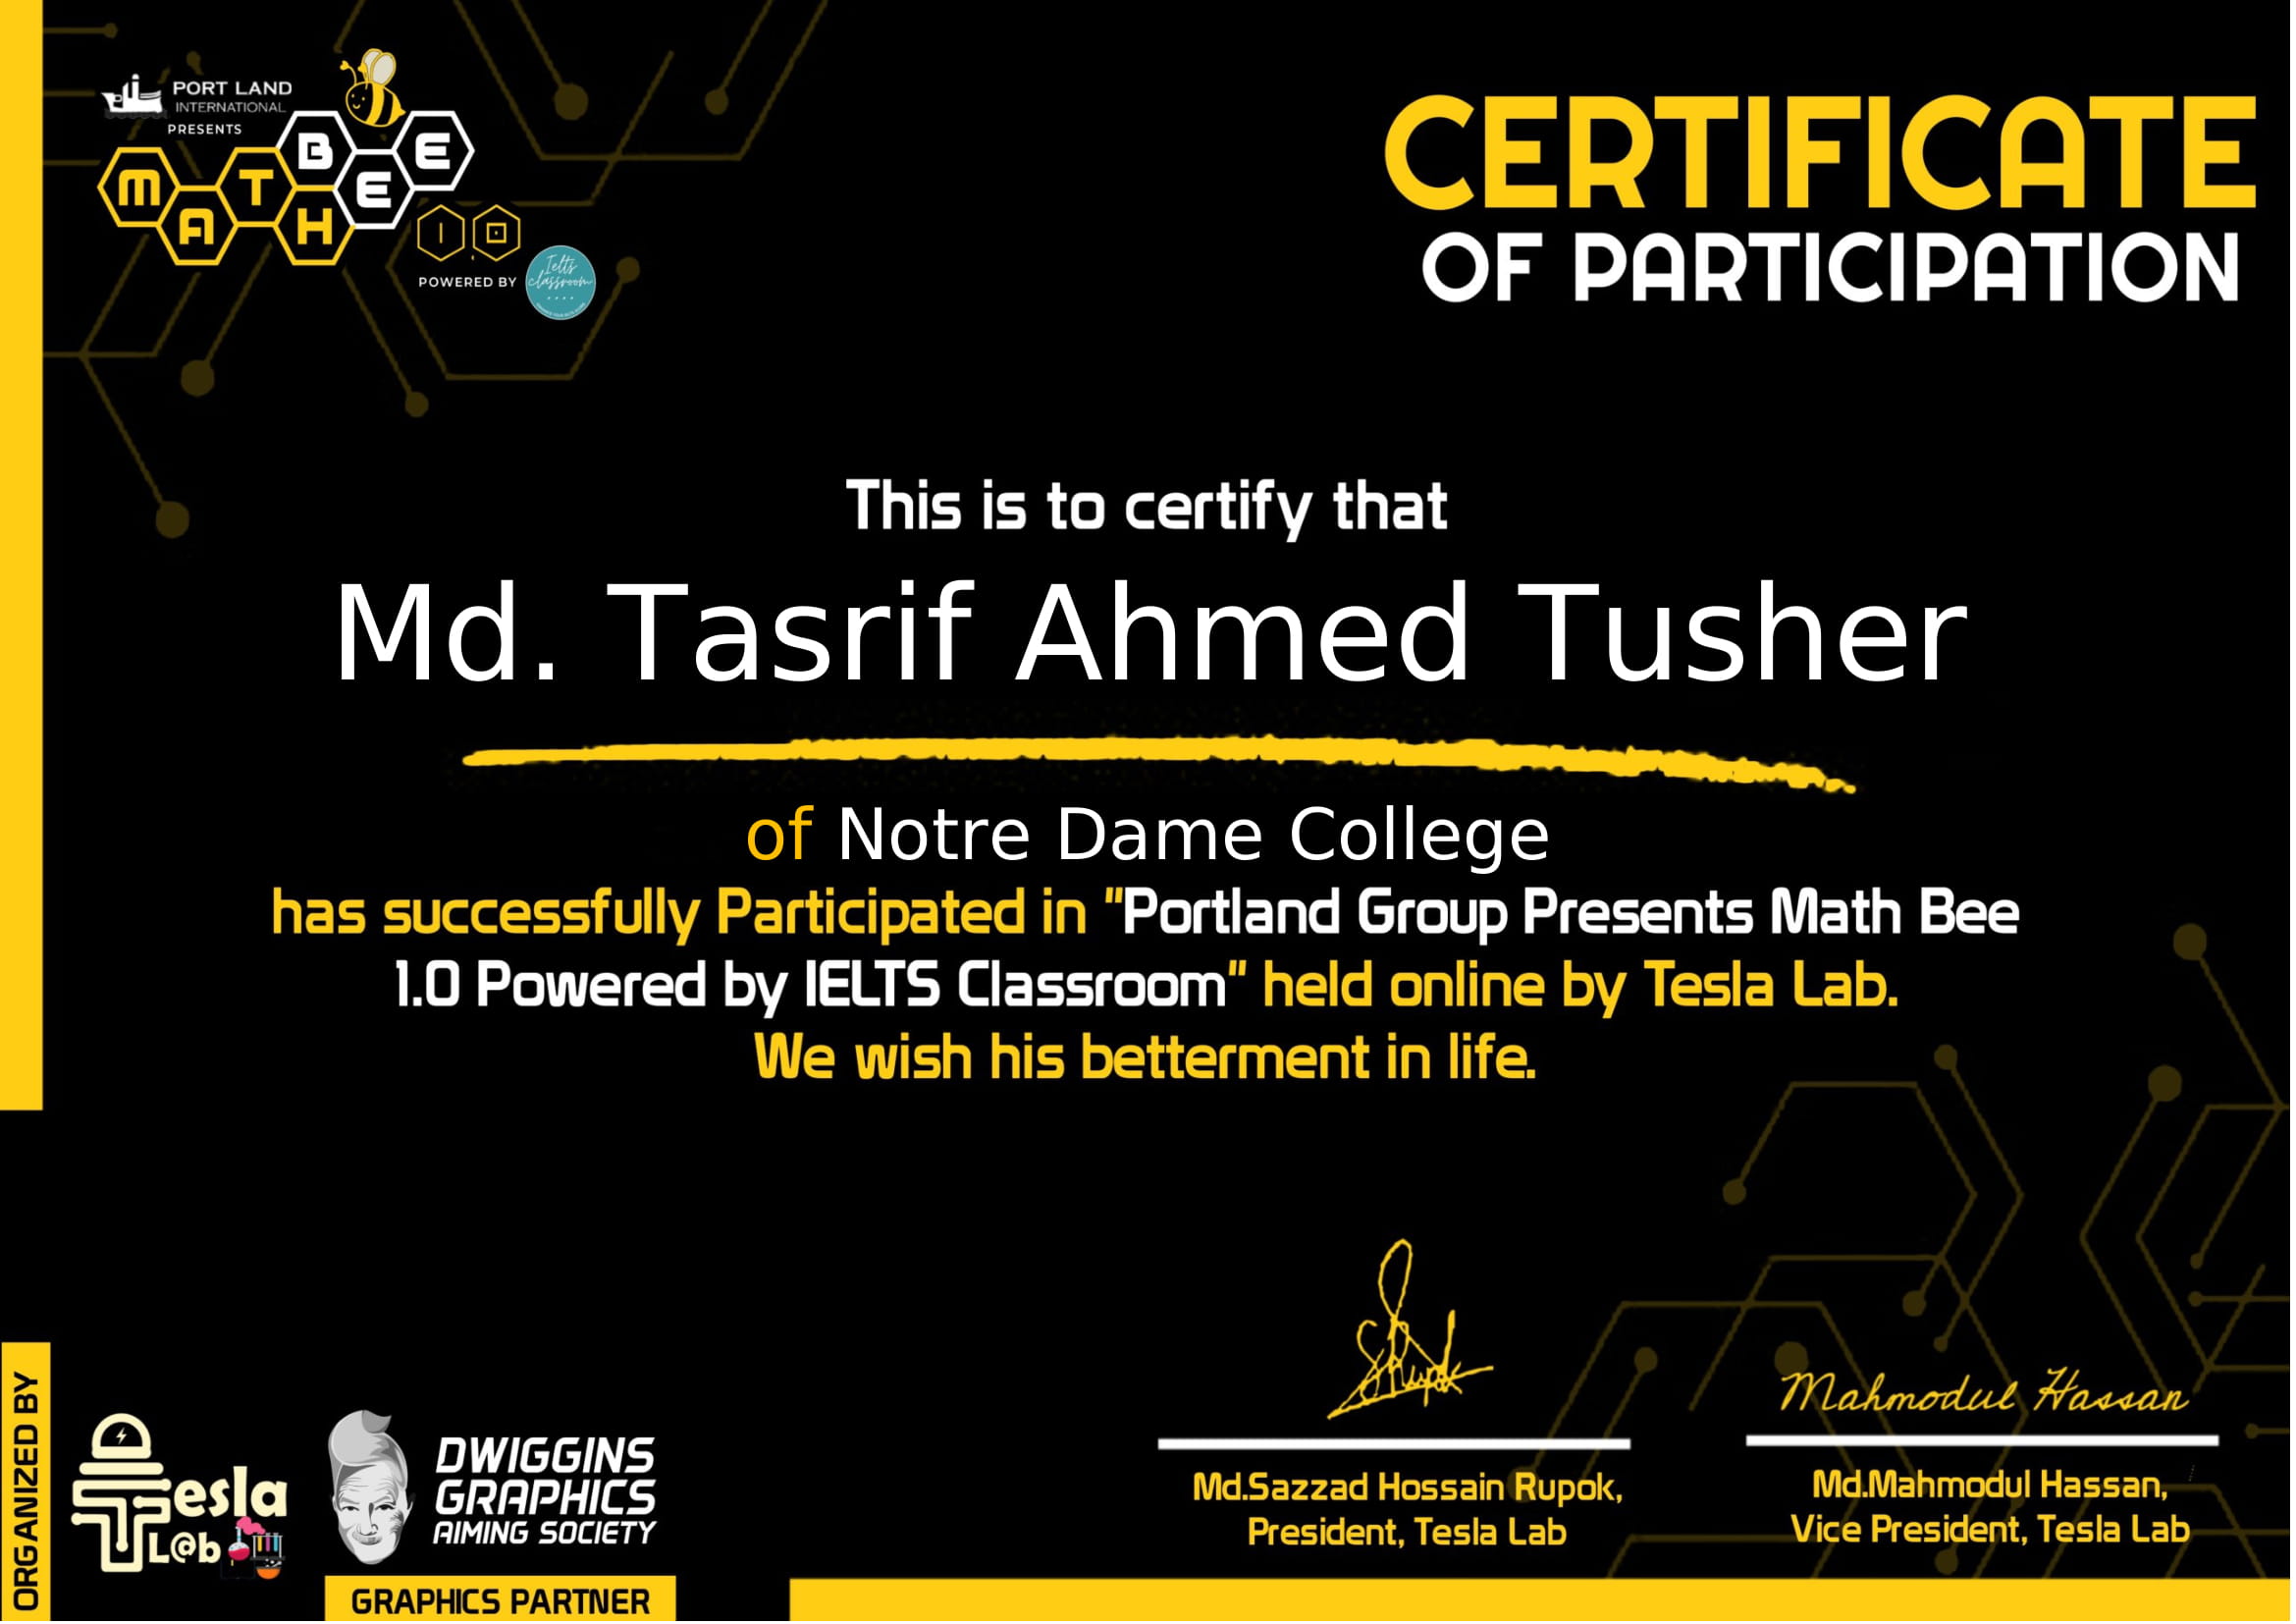 PORT LAND
INTERNATIONAL
PRESENTS
MATH BEE
1.0
POWERED BY
Ielts
classroom
CERTIFICATE
OF PARTICIPATION
This is to certify that
Md. Tasrif Ahmed Tusher
of Notre Dame College
has successfully Participated in "Portland Group Presents Math Bee
1.0 Powered by IELTS Classroom" held online by Tesla Lab.
We wish his betterment in life.
ORGANIZED BY
Tesla
L@b
DWIGGINS
GRAPHICS
AIMING SOCIETY
GRAPHICS PARTNER
SRupok
Md.Sazzad Hossain Rupok,
President, Tesla Lab
Mahmodul Hassan
Md.Mahmodul Hassan,
Vice President, Tesla Lab